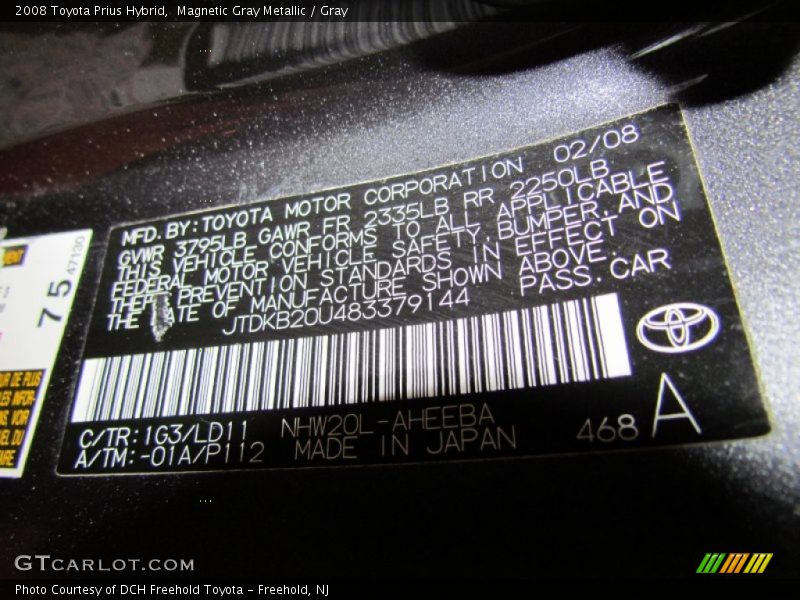 2008 Toyota Prius Hybrid, Magnetic Gray Metallic / Gray
MFD. BY: TOYOTA MOTOR CORPORATION 02/08
GVWR 3795LB GAWR FR 2335LB RR 2250LB
THIS VEHICLE CONFORMS TO ALL APPLICABLE
FEDERAL MOTOR VEHICLE SAFETY, BUMPER, AND
THEFT PREVENTION STANDARDS IN EFFECT ON
THE DATE OF MANUFACTURE SHOWN ABOVE.
JTDKB20U483379144 PASS. CAR
C/TR: 1G3/LD11 NHW20L-AHEEBA
A/TM: -01A/P112 MADE IN JAPAN 468 A
75
47130
DE PLUS
GTCARLOT.COM
Photo Courtesy of DCH Freehold Toyota - Freehold, NJ